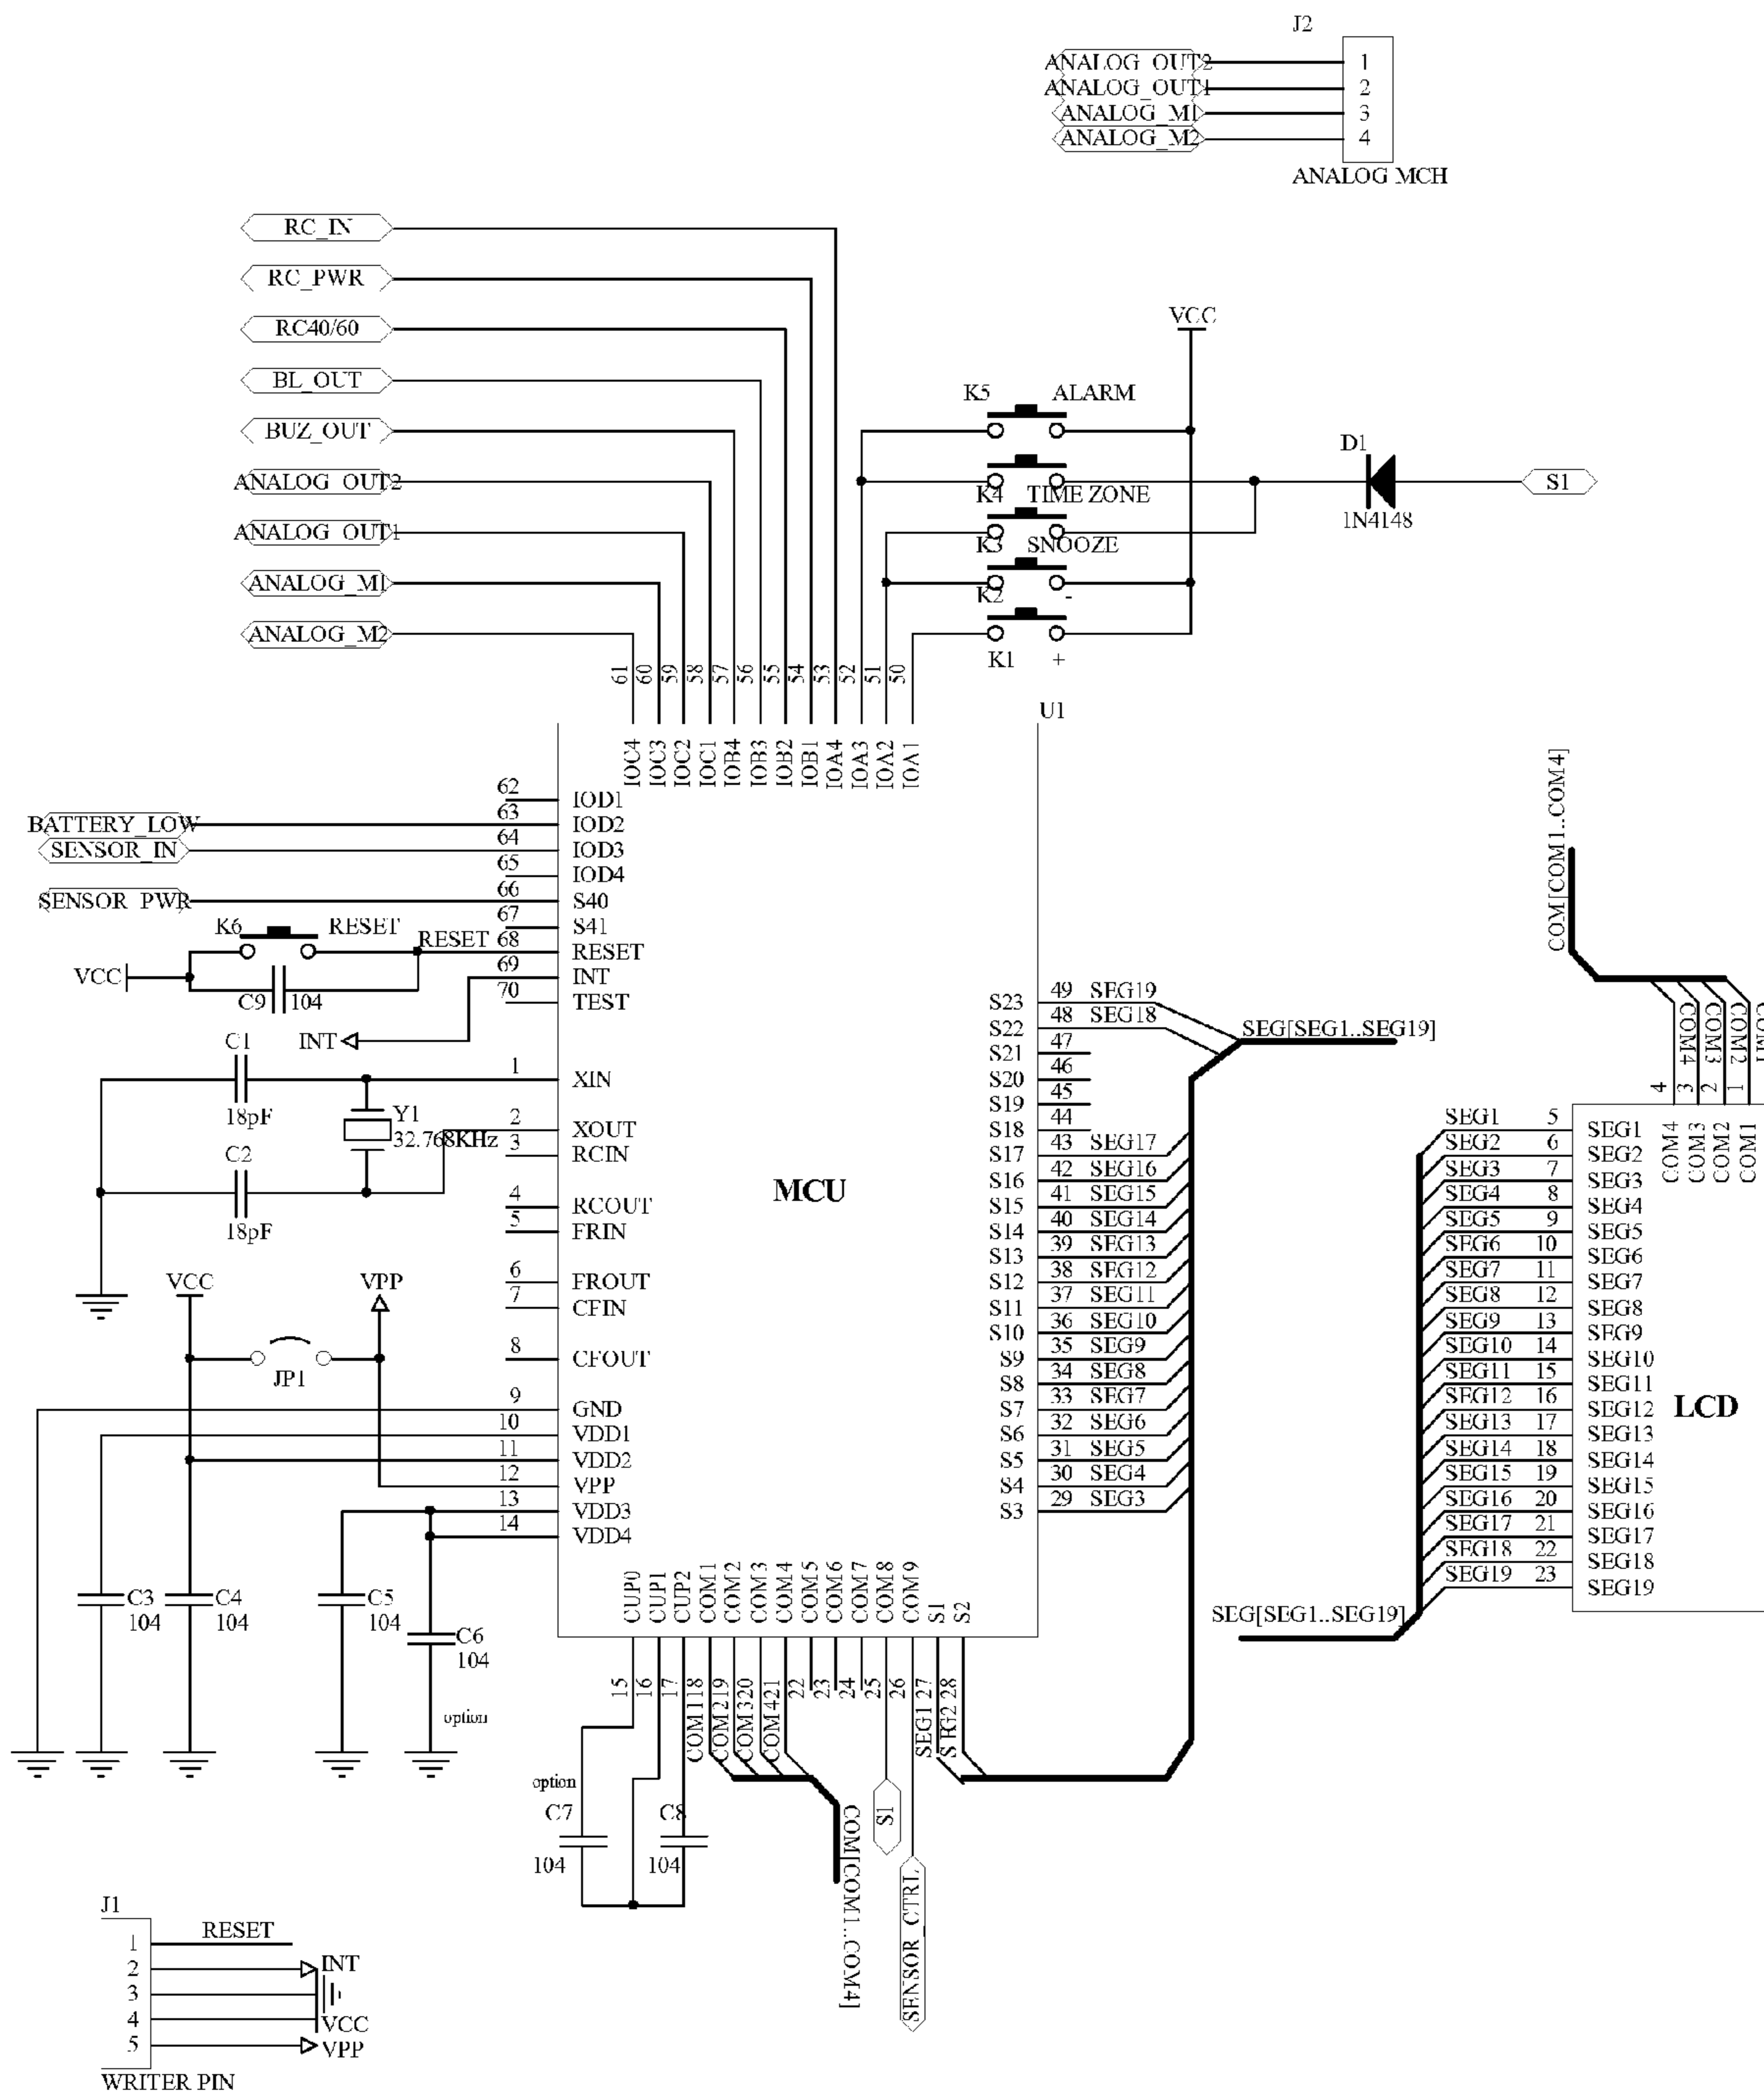 J2
ANALOG_OUT2 1
ANALOG_OUT1 2
ANALOG_M1 3
ANALOG_M2 4
ANALOG MCH
RC_IN
RC_PWR
RC40/60
BL_OUT
BUZ_OUT
ANALOG_OUT2
ANALOG_OUT1
ANALOG_M1
ANALOG_M2
VCC
K5 ALARM
K4 TIME ZONE
K3 SNOOZE
K2 -
K1 +
D1
1N4148
S1
61 60 59 58 57 56 55 54 53 52 51 50
U1
IOC4 IOC3 IOC2 IOC1 IOB4 IOB3 IOB2 IOB1 IOA4 IOA3 IOA2 IOA1
62 IOD1
BATTERY_LOW 63 IOD2
SENSOR_IN 64 IOD3
65 IOD4
SENSOR_PWR 66 S40
67 S41
K6 RESET RESET 68 RESET
VCC
69 INT
C9 104
70 TEST
INT
C1
18pF
1 XIN
Y1
32.768KHz
2 XOUT
3 RCIN
C2
18pF
4 RCOUT
5 FRIN
6 FROUT
7 CFIN
VCC VPP
JP1
8 CFOUT
9 GND
10 VDD1
11 VDD2
12 VPP
13 VDD3
14 VDD4
C3
104
C4
104
C5
104
C6
104
option
MCU
S23 49 SEG19
S22 48 SEG18
S21 47
S20 46
S19 45
S18 44
S17 43 SEG17
S16 42 SEG16
S15 41 SEG15
S14 40 SEG14
S13 39 SEG13
S12 38 SEG12
S11 37 SEG11
S10 36 SEG10
S9 35 SEG9
S8 34 SEG8
S7 33 SEG7
S6 32 SEG6
S5 31 SEG5
S4 30 SEG4
S3 29 SEG3
SEG[SEG1..SEG19]
CUP0 CUP1 CUP2 COM1 COM2 COM3 COM4 COM5 COM6 COM7 COM8 COM9 S1 S2
15 16 17 18 19 20 21 22 23 24 25 26 27 28
COM1 COM2 COM3 COM4 SEG1 SEG2
option
C7
104
C8
104
COM[COM1..COM4]
S1
SENSOR_CTRL
COM[COM1..COM4]
COM4 COM3 COM2 COM1
4 3 2 1
COM4 COM3 COM2 COM1
SEG1 5 SEG1
SEG2 6 SEG2
SEG3 7 SEG3
SEG4 8 SEG4
SEG5 9 SEG5
SEG6 10 SEG6
SEG7 11 SEG7
SEG8 12 SEG8
SEG9 13 SEG9
SEG10 14 SEG10
SEG11 15 SEG11
SEG12 16 SEG12
SEG13 17 SEG13
SEG14 18 SEG14
SEG15 19 SEG15
SEG16 20 SEG16
SEG17 21 SEG17
SEG18 22 SEG18
SEG19 23 SEG19
LCD
SEG[SEG1..SEG19]
J1
1 RESET
2 INT
3
4 VCC
5 VPP
WRITER PIN